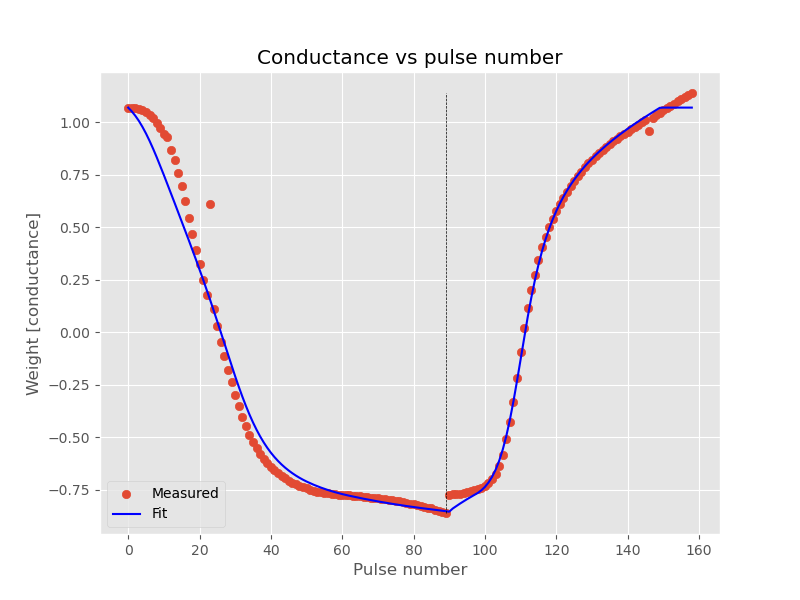 Conductance vs pulse number
Weight [conductance]
1.00
0.75
0.50
0.25
0.00
−0.25
−0.50
−0.75
Measured
Fit
0 20 40 60 80 100 120 140 160
Pulse number